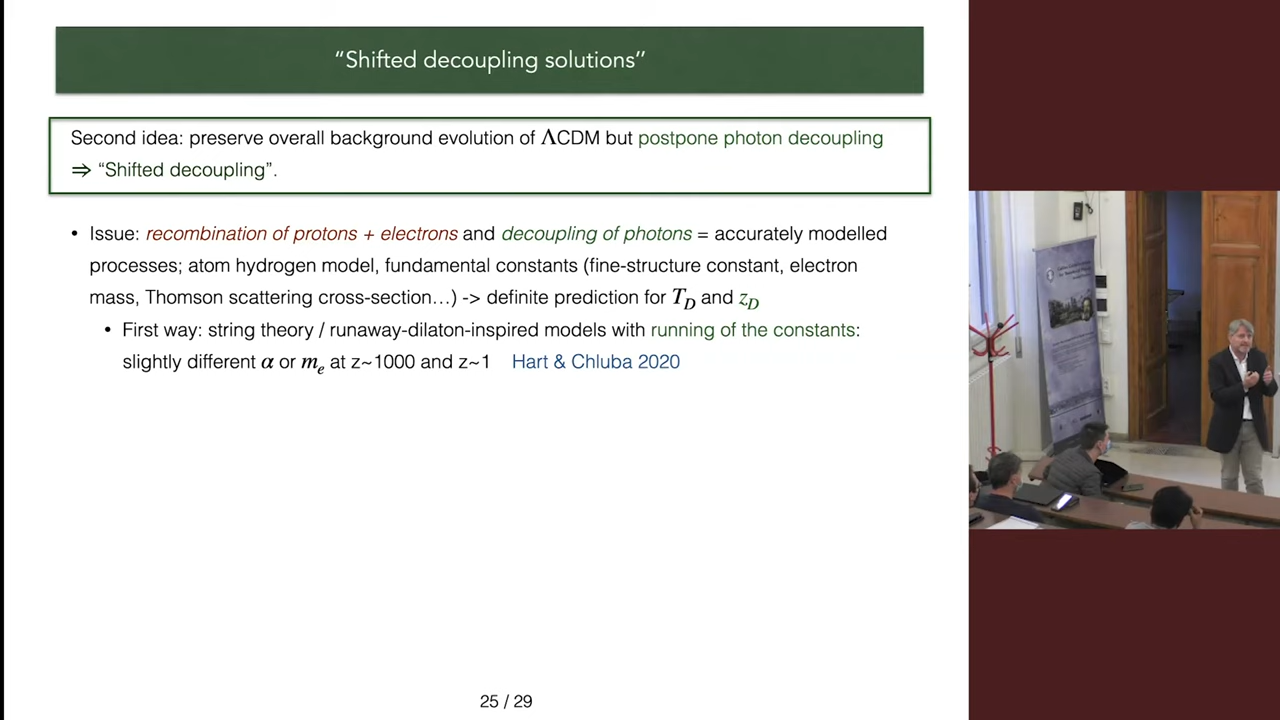 “Shifted decoupling solutions”
Second idea: preserve overall background evolution of ΛCDM but postpone photon decoupling
⇒ “Shifted decoupling”.
• Issue: recombination of protons + electrons and decoupling of photons = accurately modelled
processes; atom hydrogen model, fundamental constants (fine-structure constant, electron
mass, Thomson scattering cross-section…) -> definite prediction for T_D and z_D
• First way: string theory / runaway-dilaton-inspired models with running of the constants:
slightly different α or m_e at z~1000 and z~1 Hart & Chluba 2020
25 / 29